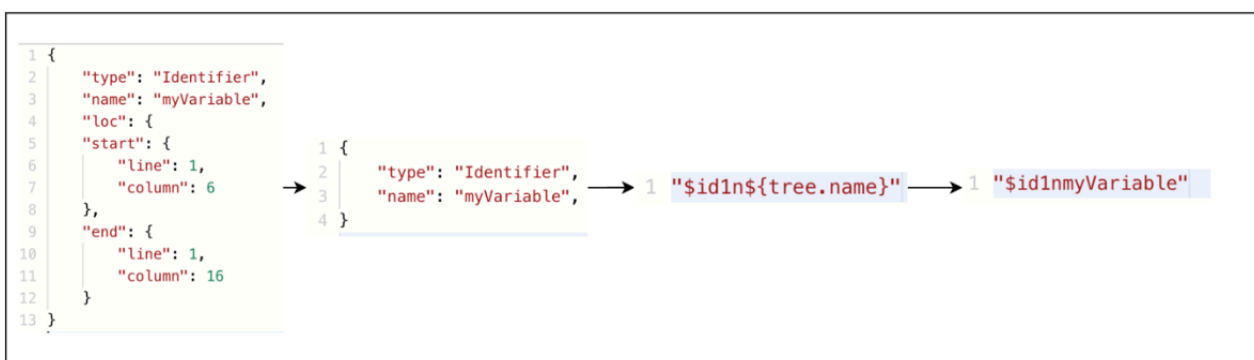 1 {
2 "type": "Identifier",
3 "name": "myVariable",
4 "loc": {
5 "start": {
6 "line": 1,
7 "column": 6
8 },
9 "end": {
10 "line": 1,
11 "column": 16
12 }
13 }
1 {
2 "type": "Identifier",
3 "name": "myVariable",
4 }
1 "$id1n${tree.name}"
1 "$id1nmyVariable"